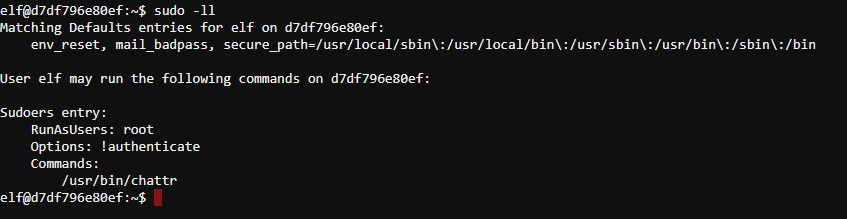 elf@d7df796e80ef:~$ sudo -ll
Matching Defaults entries for elf on d7df796e80ef:
    env_reset, mail_badpass, secure_path=/usr/local/sbin\:/usr/local/bin\:/usr/sbin\:/usr/bin\:/sbin\:/bin

User elf may run the following commands on d7df796e80ef:

Sudoers entry:
    RunAsUsers: root
    Options: !authenticate
    Commands:
        /usr/bin/chattr
elf@d7df796e80ef:~$